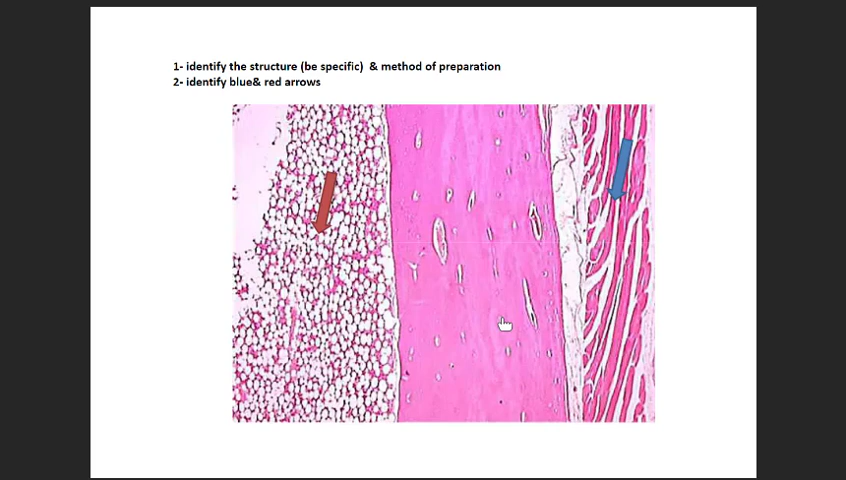 1- identify the structure (be specific) & method of preparation
2- identify blue& red arrows